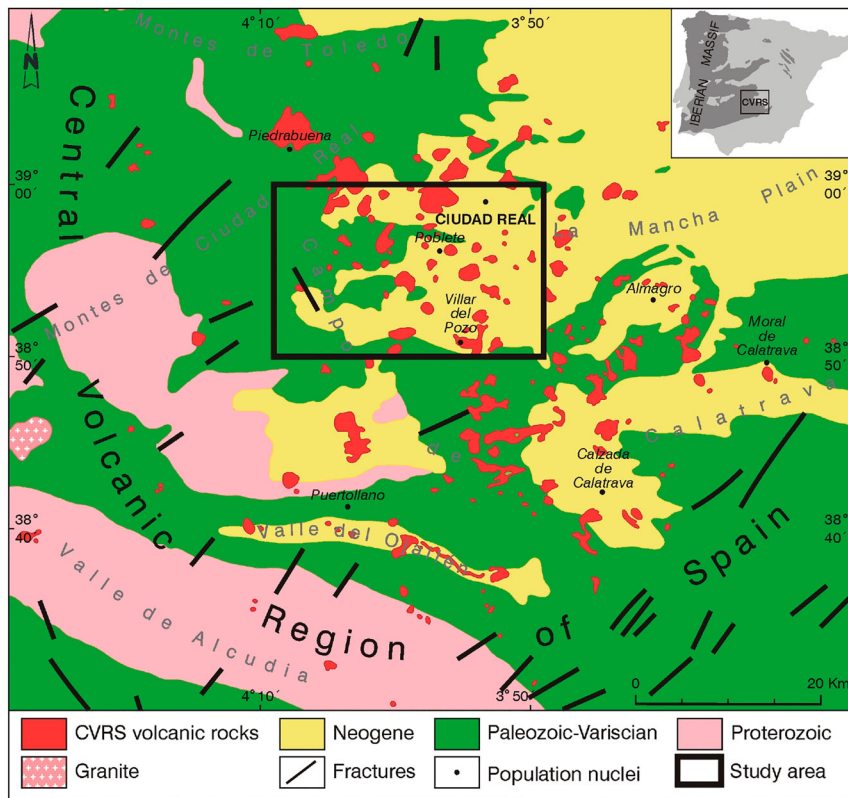 4° 10´
3° 50´
Montes de Toledo
N
IBERIAN MASSIF
CVRS
Central Volcanic Region of Spain
Piedrabuena
39° 00´
39° 00´
Montes de Ciudad Real
CIUDAD REAL
La Mancha Plain
Poblete
Campo de Calatrava
Almagro
Villar del Pozo
Moral de Calatrava
38° 50´
38° 50´
Calzada de Calatrava
Puertollano
38° 40´
38° 40´
Valle del Ojailén
Valle de Alcudia
4° 10´
3° 50´
0
20 Km
CVRS volcanic rocks
Neogene
Paleozoic-Variscian
Proterozoic
Granite
Fractures
Population nuclei
Study area